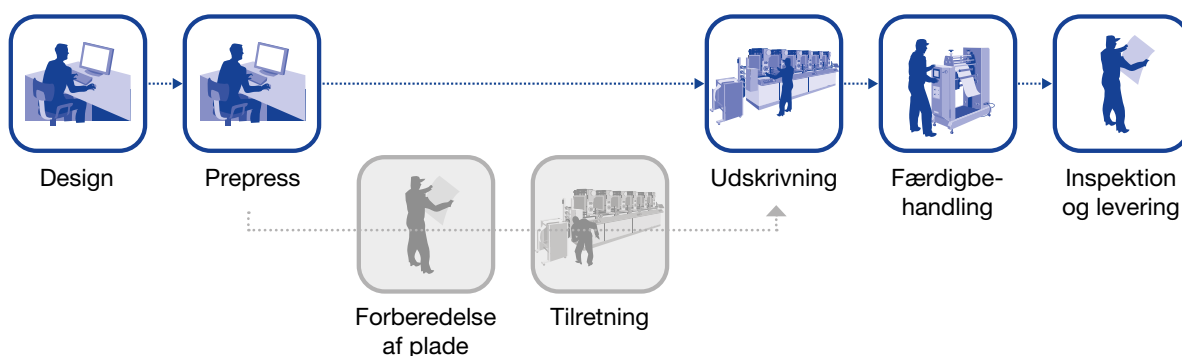 Design
Prepress
Udskrivning
Færdigbe-
handling
Inspektion
og levering
Forberedelse
af plade
Tilretning